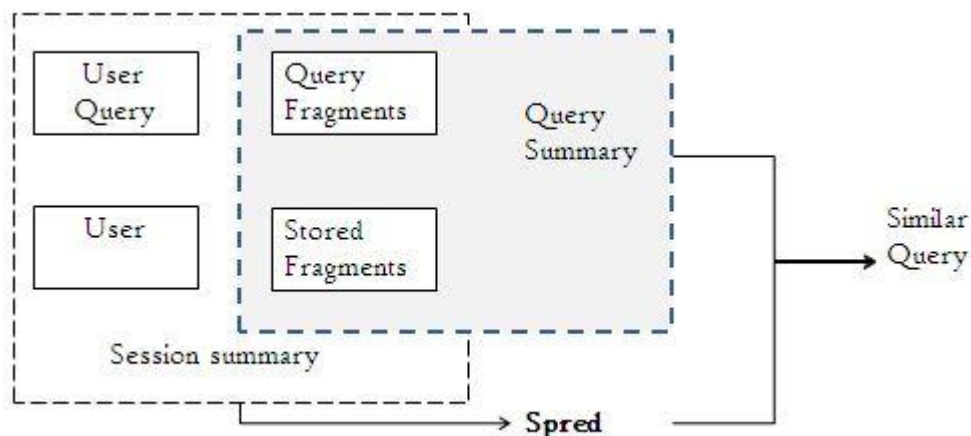 User
Query
Query
Fragments
Query
Summary
User
Stored
Fragments
Similar
Query
Session summary
Spred